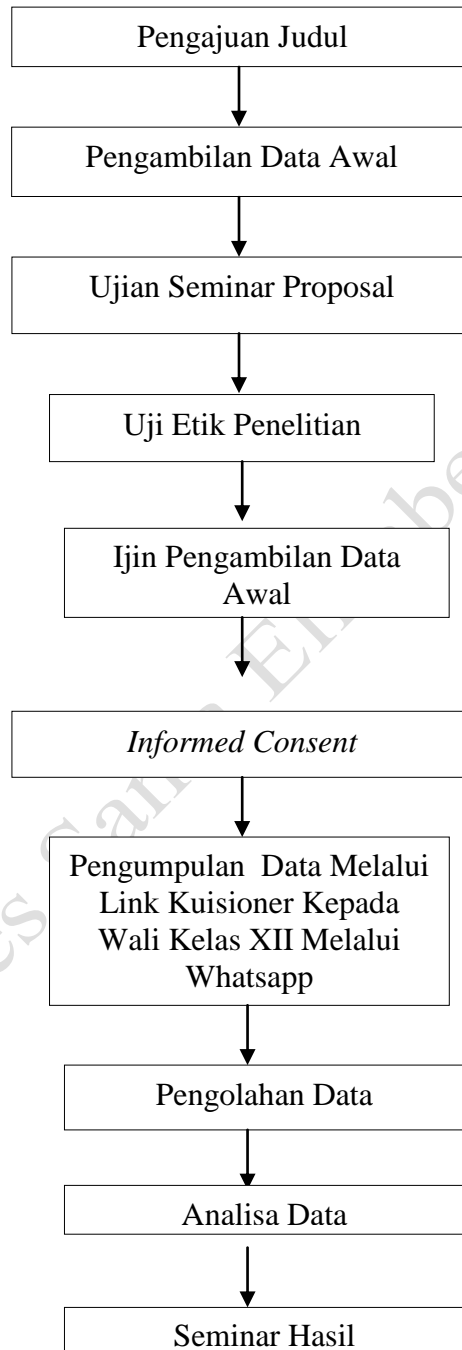 Pengajuan Judul
Pengambilan Data Awal
Ujian Seminar Proposal
Uji Etik Penelitian
Ijin Pengambilan Data
Awal
Informed Consent
Pengumpulan Data Melalui
Link Kuisioner Kepada
Wali Kelas XII Melalui
Whatsapp
Pengolahan Data
Analisa Data
Seminar Hasil